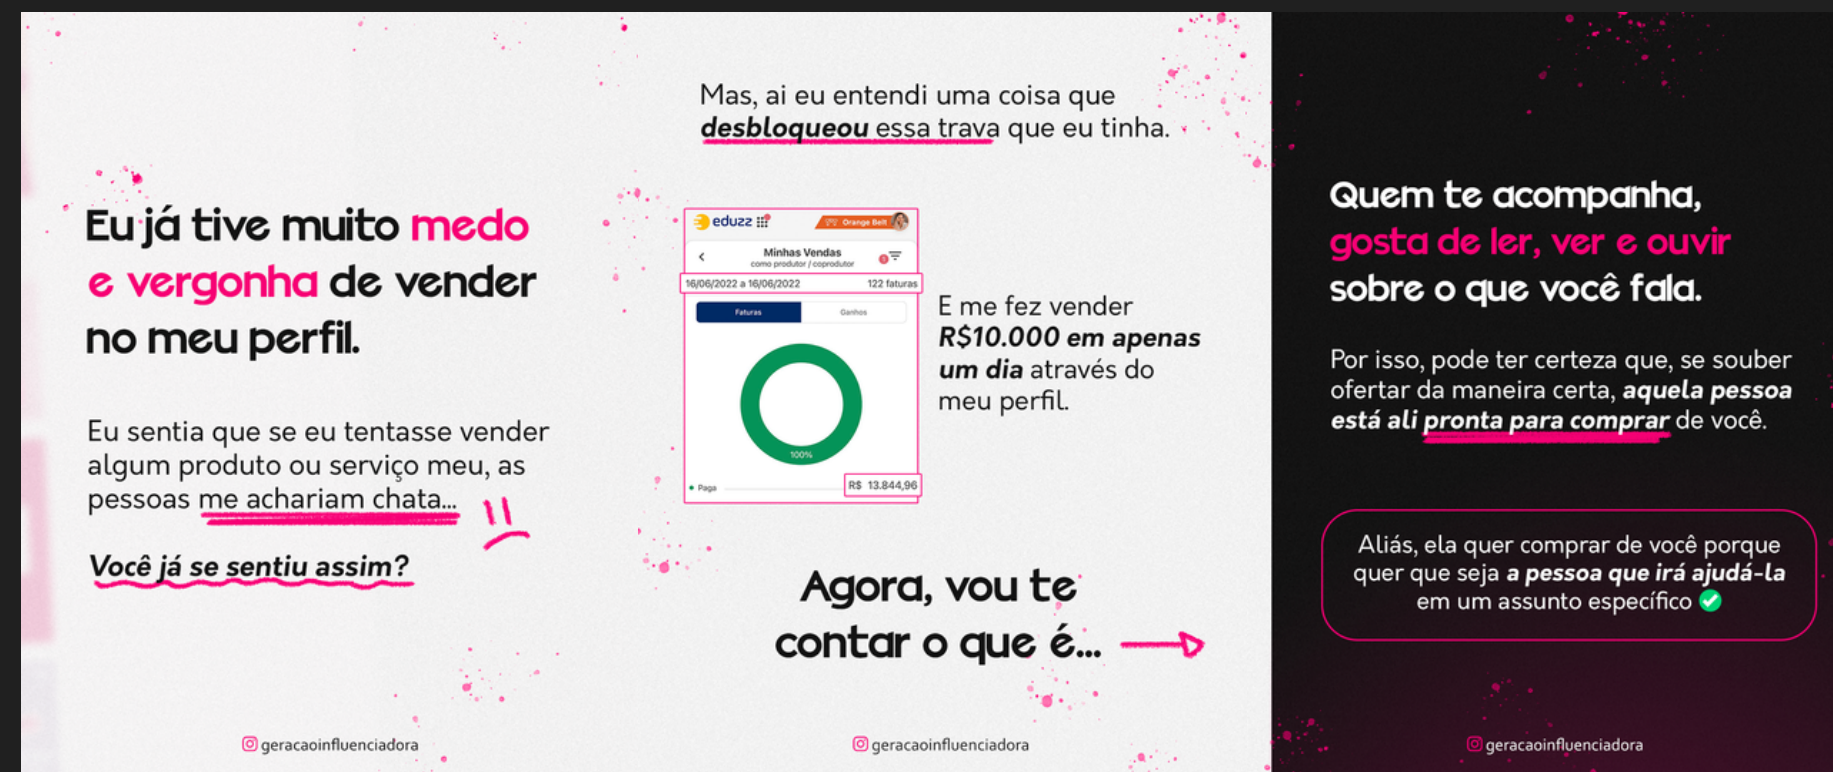 Eu já tive muito medo
e vergonha de vender
no meu perfil.
Eu sentia que se eu tentasse vender
algum produto ou serviço meu, as
pessoas me achariam chata...
Você já se sentiu assim?
geracaoinfluenciadora
Mas, ai eu entendi uma coisa que
desbloqueou essa trava que eu tinha.
eduzz
Orange Belt
Minhas Vendas
como produtor / coprodutor
16/06/2022 a 16/06/2022 122 faturas
Faturas Ganhos
100%
Paga R$ 13.844,96
E me fez vender
R$10.000 em apenas
um dia através do
meu perfil.
Agora, vou te
contar o que é...
geracaoinfluenciadora
Quem te acompanha,
gosta de ler, ver e ouvir
sobre o que você fala.
Por isso, pode ter certeza que, se souber
ofertar da maneira certa, aquela pessoa
está ali pronta para comprar de você.
Aliás, ela quer comprar de você porque
quer que seja a pessoa que irá ajudá-la
em um assunto específico ✅
geracaoinfluenciadora